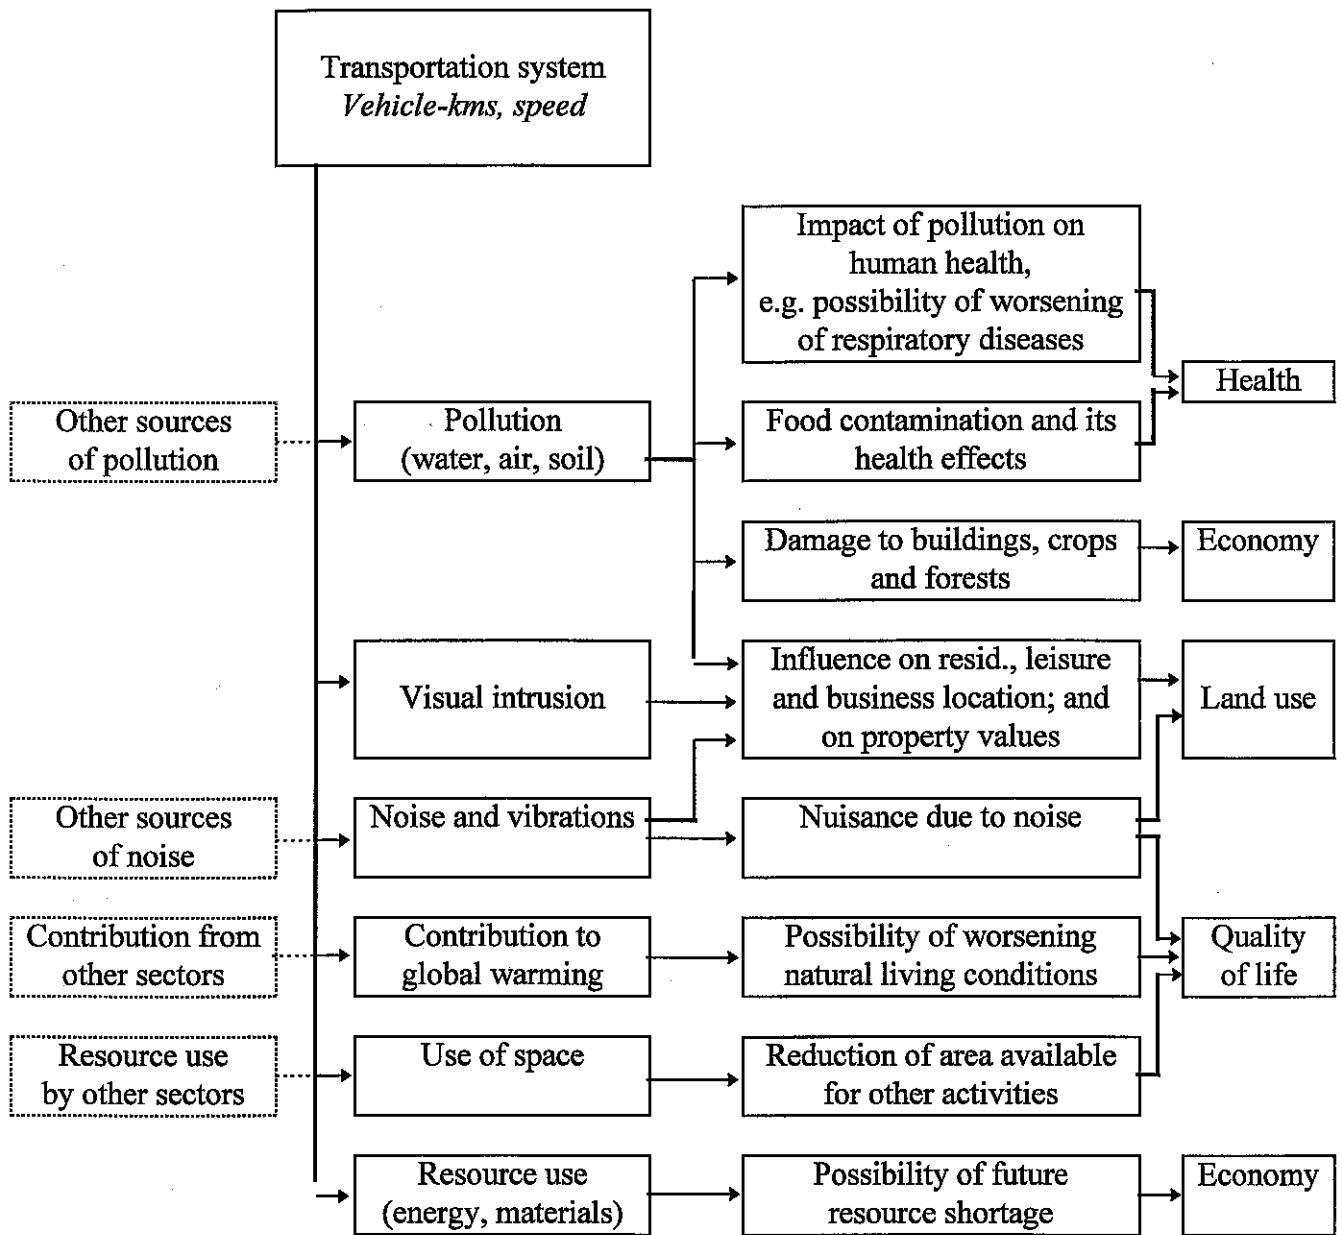 Transportation system
Vehicle-kms, speed
Impact of pollution on
human health,
e.g. possibility of worsening
of respiratory diseases
Health
Other sources
of pollution
Pollution
(water, air, soil)
Food contamination and its
health effects
Damage to buildings, crops
and forests
Economy
Visual intrusion
Influence on resid., leisure
and business location; and
on property values
Land use
Other sources
of noise
Noise and vibrations
Nuisance due to noise
Contribution from
other sectors
Contribution to
global warming
Possibility of worsening
natural living conditions
Quality
of life
Resource use
by other sectors
Use of space
Reduction of area available
for other activities
Resource use
(energy, materials)
Possibility of future
resource shortage
Economy